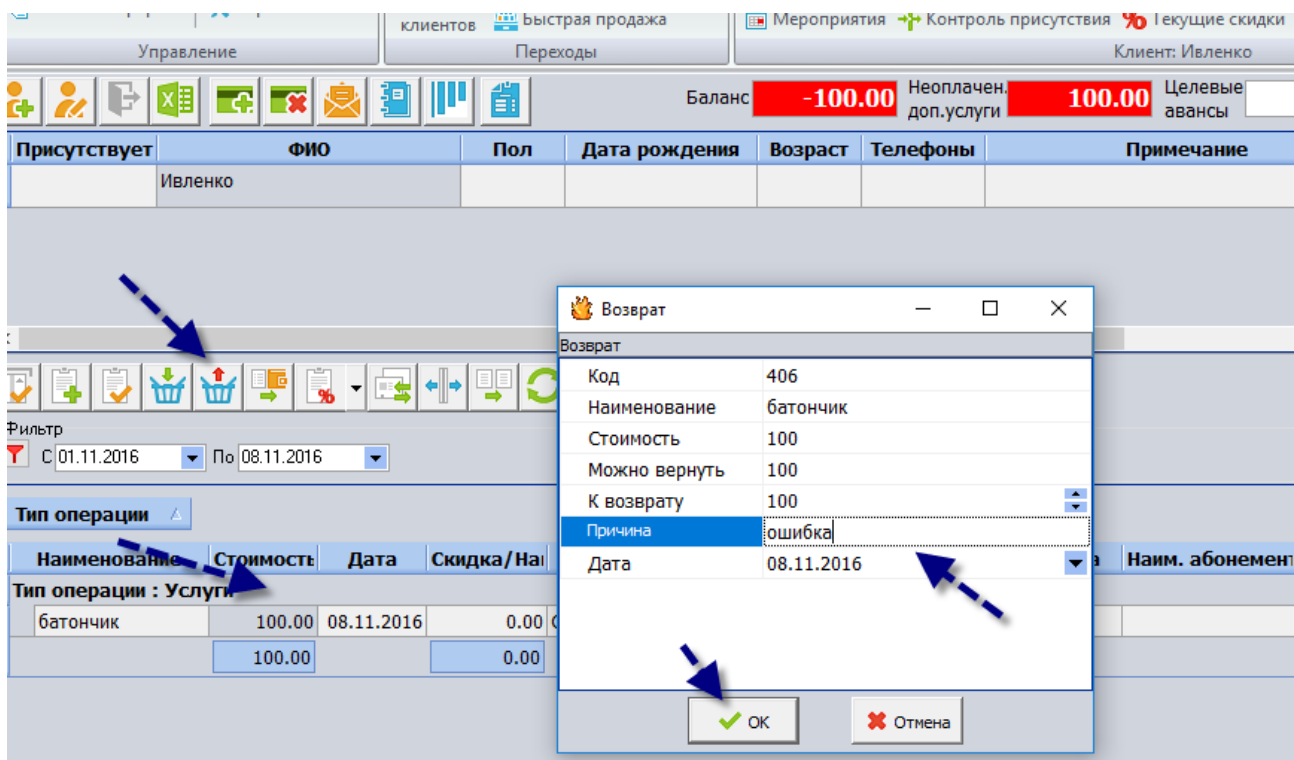 клиентов Быстрая продажа Мероприятия Контроль присутствия Текущие скидки
Управление Переходы Клиент: Ивленко
Баланс -100.00 Неоплачен. доп.услуги 100.00 Целевые авансы
Присутствует ФИО Пол Дата рождения Возраст Телефоны Примечание
Ивленко
Возврат
Возврат
Код 406
Наименование батончик
Стоимость 100
Можно вернуть 100
К возврату 100
Причина ошибка
Дата 08.11.2016
OK Отмена
Фильтр
С 01.11.2016 По 08.11.2016
Тип операции
Наименование Стоимость Дата Скидка/На Наим. абонемент
Тип операции : Услуги
батончик 100.00 08.11.2016 0.00
100.00 0.00